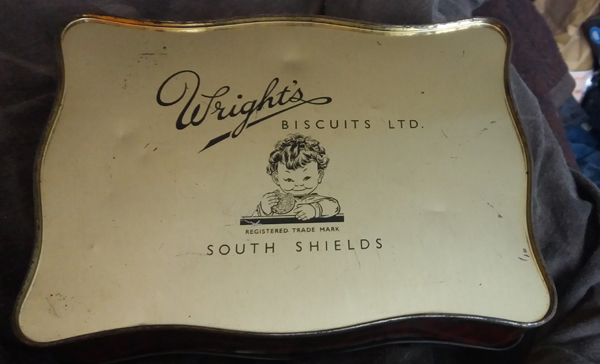 Wright's
BISCUITS LTD.
REGISTERED TRADE MARK
SOUTH SHIELDS